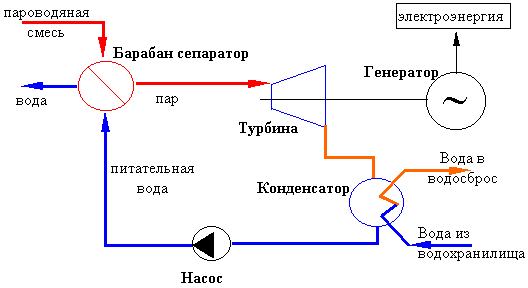 пароводяная
смесь
электроэнергия
Барабан сепаратор
Генератор
вода
пар
~
Турбина
питательная
вода
Вода в
водосброс
Конденсатор
Вода из
водохранилища
Насос